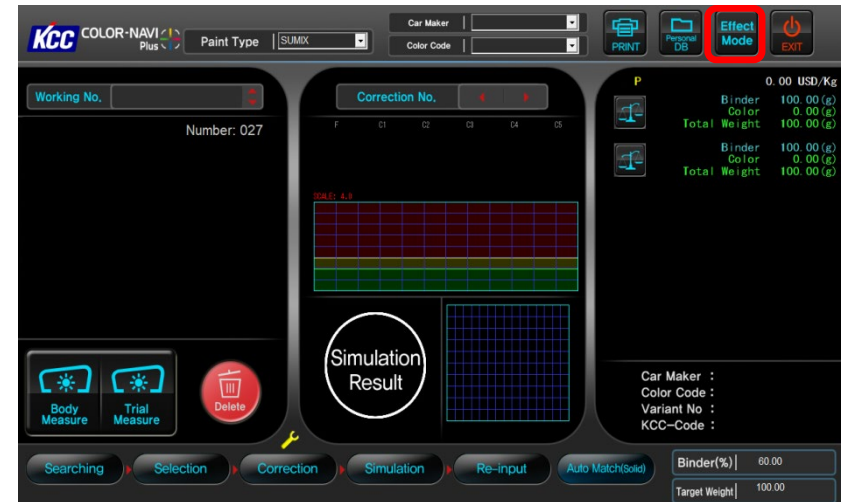 KCC COLOR-NAVI Plus
Paint Type
SUMIX
Car Maker
Color Code
PRINT
Personal DB
Effect Mode
EXIT
Working No.
Number: 027
Correction No.
F C1 C2 C3 C4 C5
SCALE: 4.0
Simulation
Result
P 0.00 USD/Kg
Binder 100.00(g)
Color 0.00(g)
Total Weight 100.00(g)
Binder 100.00(g)
Color 0.00(g)
Total Weight 100.00(g)
Body
Measure
Trial
Measure
Delete
Car Maker :
Color Code :
Variant No :
KCC-Code :
Searching
Selection
Correction
Simulation
Re-input
Auto Match(Solid)
Binder(%) 60.00
Target Weight 100.00